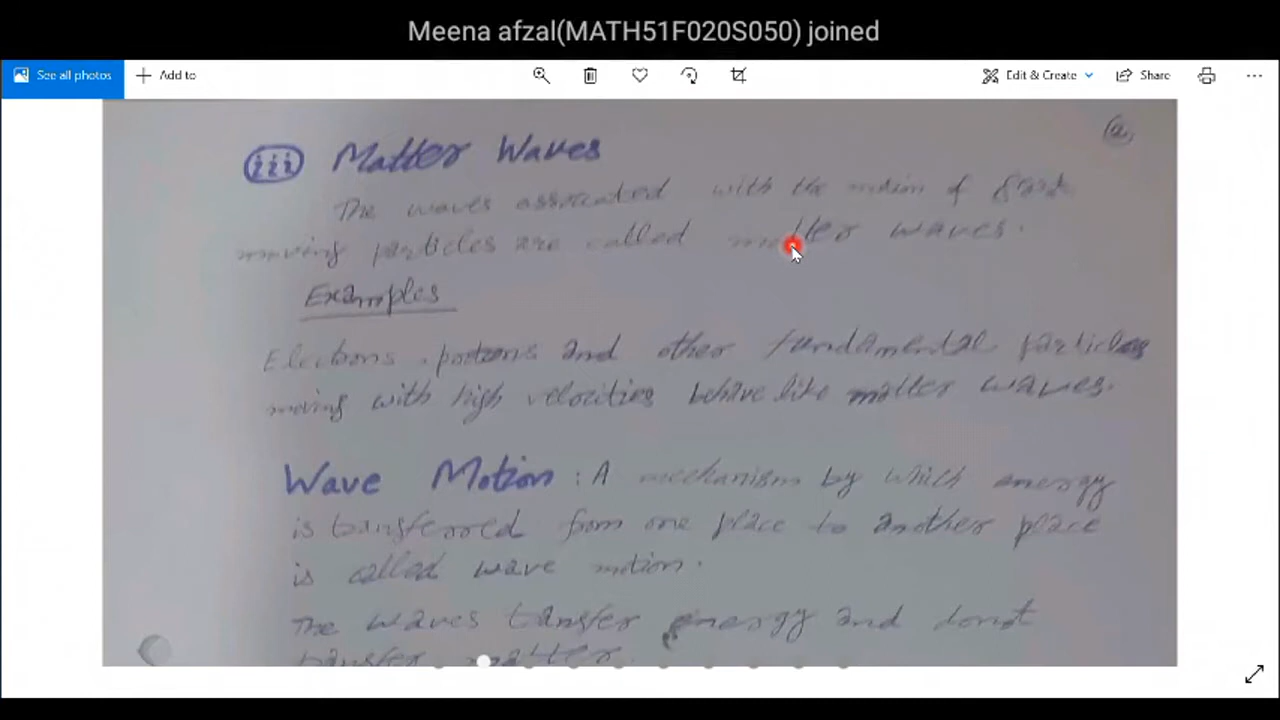 Meena afzal(MATH51F020S050) joined
See all photos
Add to
Edit & Create
Share
(2)
iii Matter Waves
The waves associated with the motion of fast
moving particles are called matter waves.
Examples
Electrons, protons and other fundamental particles
moving with high velocities behave like matter waves.
Wave Motion : A mechanism by which energy
is transferred from one place to another place
is called wave motion.
The waves transfer energy and donot
transfer matter.